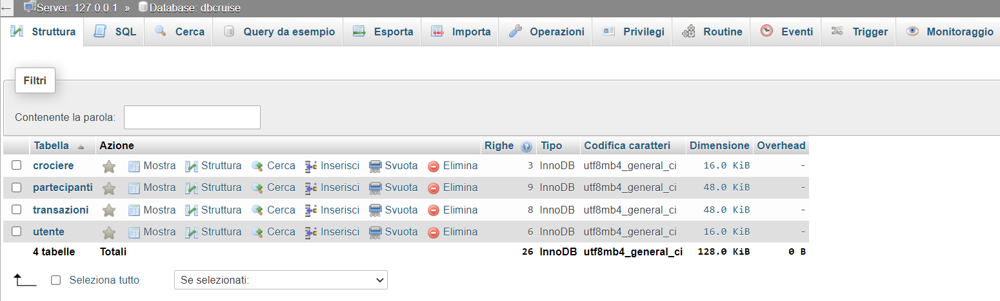 Server: 127.0.0.1 » Database: dbcruise
Struttura SQL Cerca Query da esempio Esporta Importa Operazioni Privilegi Routine Eventi Trigger Monitoraggio
Filtri
Contenente la parola:
Tabella Azione Righe Tipo Codifica caratteri Dimensione Overhead
crociere Mostra Struttura Cerca Inserisci Svuota Elimina 3 InnoDB utf8mb4_general_ci 16.0 KiB -
partecipanti Mostra Struttura Cerca Inserisci Svuota Elimina 9 InnoDB utf8mb4_general_ci 48.0 KiB -
transazioni Mostra Struttura Cerca Inserisci Svuota Elimina 8 InnoDB utf8mb4_general_ci 48.0 KiB -
utente Mostra Struttura Cerca Inserisci Svuota Elimina 6 InnoDB utf8mb4_general_ci 16.0 KiB -
4 tabelle Totali 26 InnoDB utf8mb4_general_ci 128.0 KiB 0 B
Seleziona tutto Se selezionati: